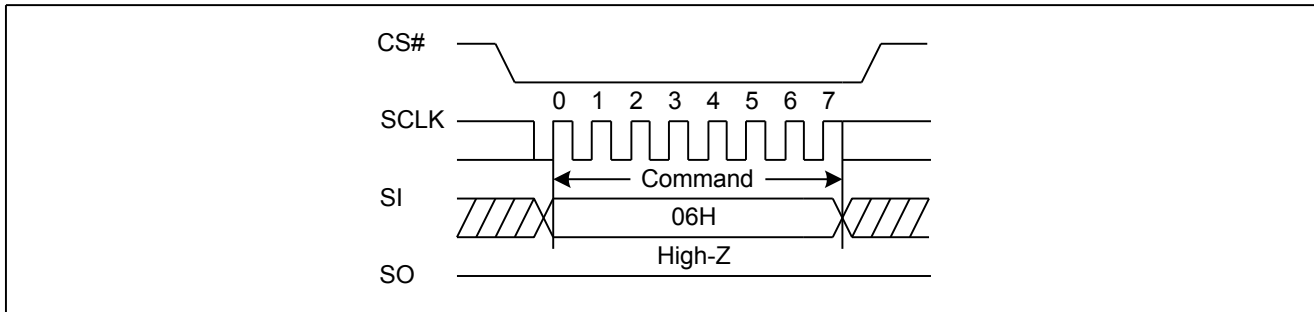 CS#
0 1 2 3 4 5 6 7
SCLK
Command
SI
06H
High-Z
SO